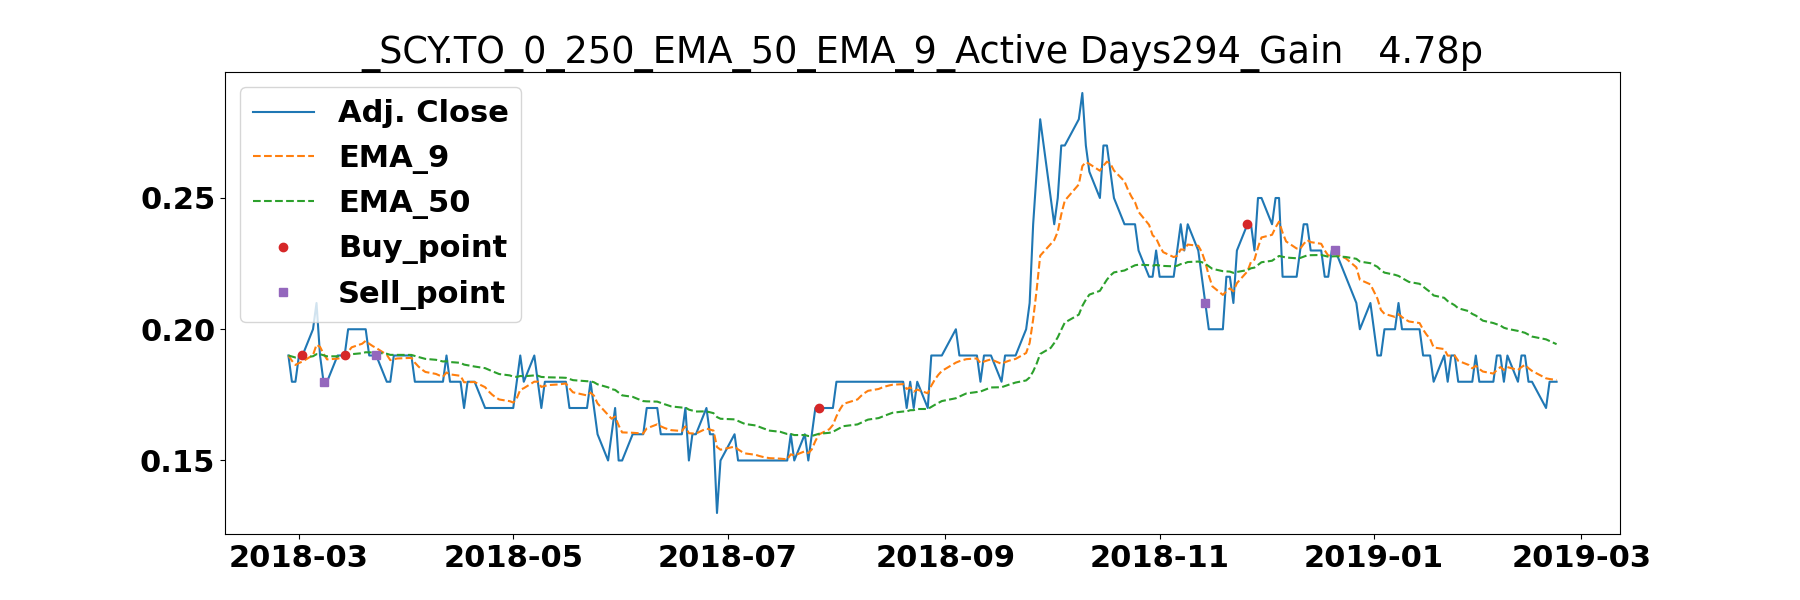 _SCY.TO_0_250_EMA_50_EMA_9_Active Days294_Gain   4.78p
Adj. Close
EMA_9
EMA_50
Buy_point
Sell_point
0.25
0.20
0.15
2018-03 2018-05 2018-07 2018-09 2018-11 2019-01 2019-03